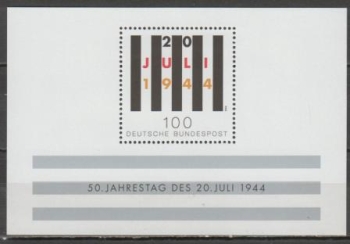 20
JULI
1944
100
DEUTSCHE BUNDESPOST
50. JAHRESTAG DES 20. JULI 1944